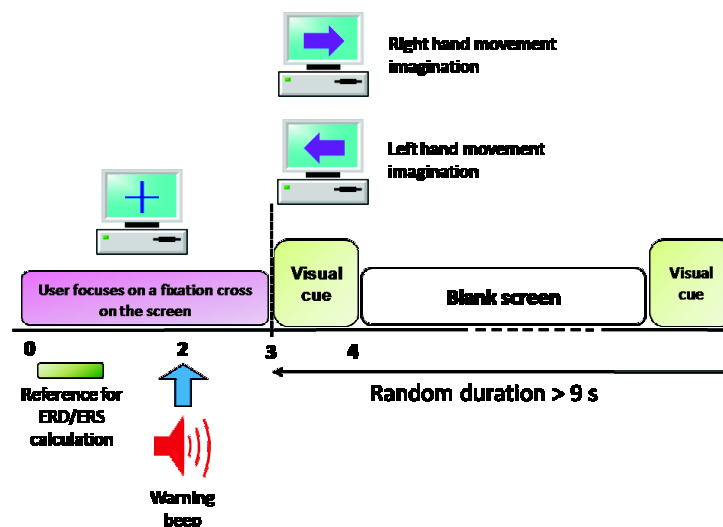 Right hand movement
imagination
Left hand movement
imagination
User focuses on a fixation cross
on the screen
Visual
cue
Blank screen
Visual
cue
0
2
3
4
Reference for
ERD/ERS
calculation
Random duration > 9 s
Warning
beep